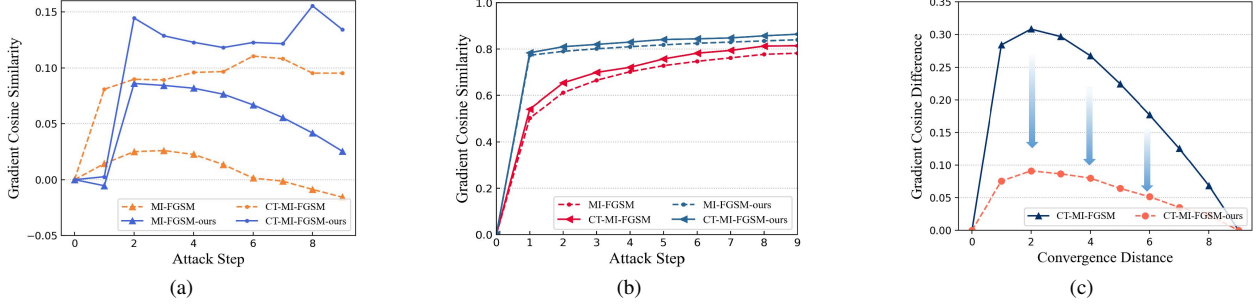 Gradient Cosine Similarity
0.15
0.10
0.05
0.00
−0.05
0 2 4 6 8
Attack Step
MI-FGSM CT-MI-FGSM
MI-FGSM-ours CT-MI-FGSM-ours
(a)
Gradient Cosine Similarity
1.0
0.8
0.6
0.4
0.2
0.0
0 1 2 3 4 5 6 7 8 9
Attack Step
MI-FGSM MI-FGSM-ours
CT-MI-FGSM CT-MI-FGSM-ours
(b)
Gradient Cosine Difference
0.35
0.30
0.25
0.20
0.15
0.10
0.05
0.00
0 2 4 6 8
Convergence Distance
CT-MI-FGSM CT-MI-FGSM-ours
(c)